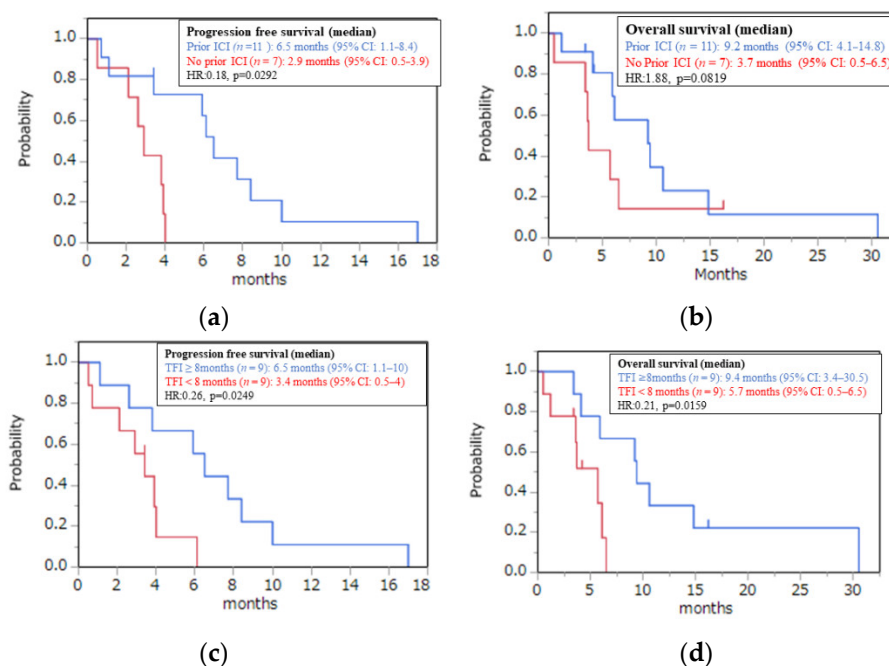 Progression free survival (median)
Prior ICI (n =11 ): 6.5 months (95% CI: 1.1-8.4)
No prior ICI (n = 7): 2.9 months (95% CI: 0.5-3.9)
HR:0.18, p=0.0292
1.0
0.8
0.6
0.4
0.2
0.0
Probability
0 2 4 6 8 10 12 14 16 18
months
(a)
Overall survival (median)
Prior ICI (n = 11): 9.2 months (95% CI: 4.1-14.8)
No Prior ICI (n = 7): 3.7 months (95% CI: 0.5–6.5)
HR:1.88, p=0.0819
1.0
0.8
0.6
0.4
0.2
0.0
Probability
0 5 10 15 20 25 30
Months
(b)
Progression free survival (median)
TFI ≥ 8months (n = 9): 6.5 months (95% CI: 1.1–10)
TFI < 8 months (n = 9): 3.4 months (95% CI: 0.5–4)
HR:0.26, p=0.0249
1.0
0.8
0.6
0.4
0.2
0.0
Probability
0 2 4 6 8 10 12 14 16 18
months
(c)
Overall survival (median)
TFI ≥8months (n = 9): 9.4 months (95% CI: 3.4–30.5)
TFI < 8 months (n = 9): 5.7 months (95% CI: 0.5–6.5)
HR:0.21, p=0.0159
1.0
0.8
0.6
0.4
0.2
0.0
Probability
0 5 10 15 20 25 30
months
(d)